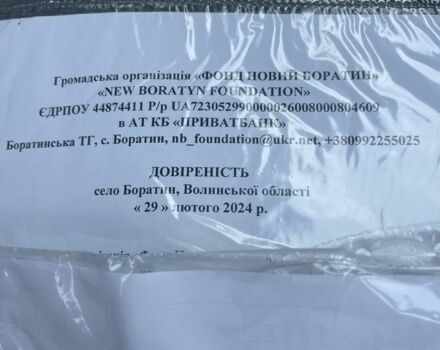 Громадська організація «ФОНД НОВИЙ БОРАТИН»
«NEW BORATYN FOUNDATION»
ЄДРПОУ 44874411 Р/р UA723052990000026008000804609
в АТ КБ «ПРИВАТБАНК»
Боратинська ТГ, с. Боратин, nb_foundation@ukr.net, +380992255025
ДОВІРЕНІСТЬ
село Боратин, Волинської області
« 29 » лютого 2024 р.